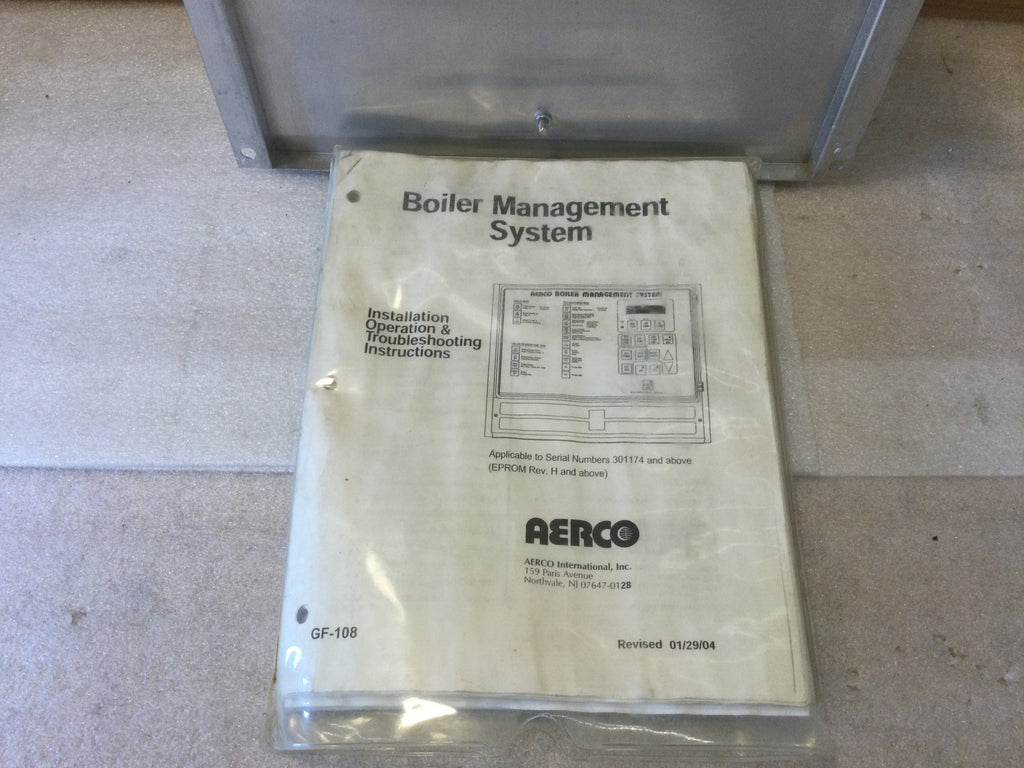 Boiler Management
System
Installation
Operation &
Troubleshooting
Instructions
AERCO BOILER MANAGEMENT SYSTEM
Applicable to Serial Numbers 301174 and above
(EPROM Rev. H and above)
AERCO
AERCO International, Inc.
159 Paris Avenue
Northvale, NJ 07647-0128
GF-108
Revised 01/29/04